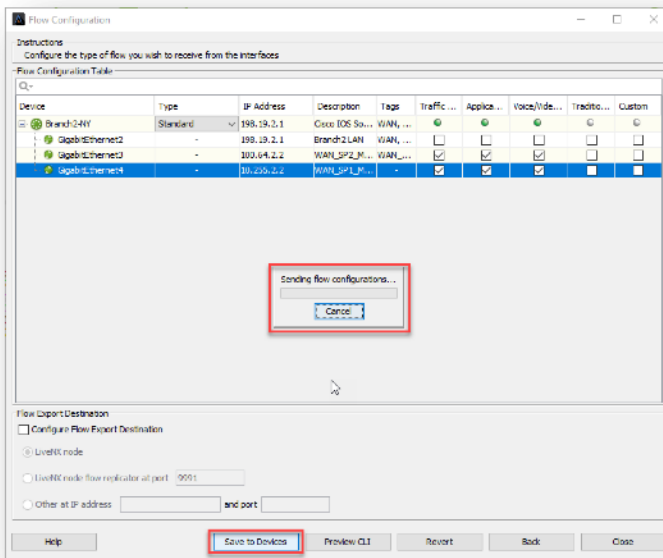 Flow Configuration
Instructions
Configure the type of flow you wish to receive from the interfaces
Flow Configuration Table
Device Type IP Address Description Tags Traffic ... Applica... Voice/Vide... Traditio... Custom
Branch2-NY Standard 198.19.2.1 Cisco IOS So... WAN, ...
GigabitEthernet2 - 198.19.2.1 Branch2 LAN WAN, ...
GigabitEthernet3 - 100.64.2.2 WAN_SP2_M... WAN_...
GigabitEthernet4 - 10.255.2.2 WAN_SP1_M... -
Sending flow configurations...
Cancel
Flow Export Destination
Configure Flow Export Destination
LiveNX node
LiveNX node flow replicator at port 9991
Other at IP address and port
Help Save to Devices Preview CLI Revert Back Close